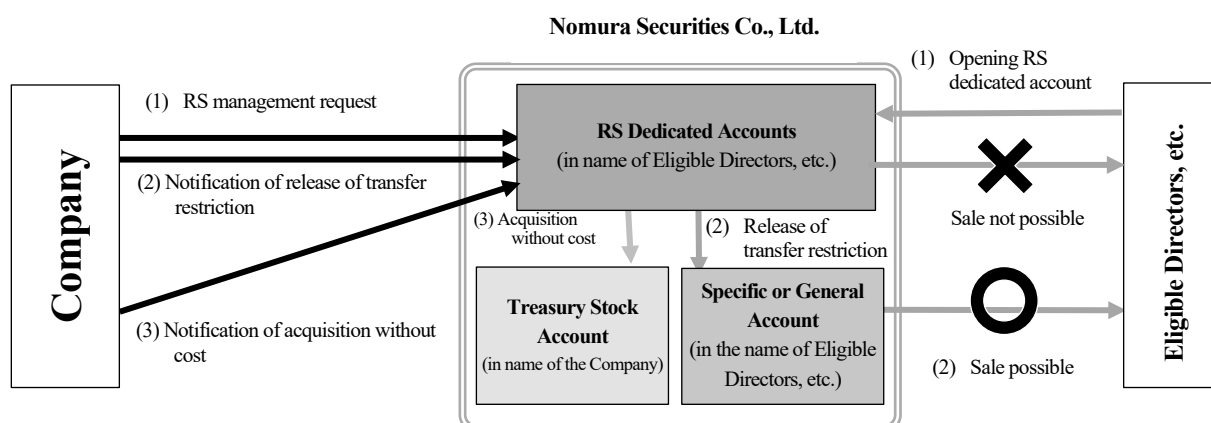 Nomura Securities Co., Ltd.
Company
(1) RS management request
(2) Notification of release of transfer
restriction
(3) Notification of acquisition without
cost
RS Dedicated Accounts
(in name of Eligible Directors, etc.)
(3) Acquisition
without cost
(2) Release of
transfer restriction
Treasury Stock
Account
(in name of the Company)
Specific or General
Account
(in the name of Eligible
Directors, etc.)
(1) Opening RS
dedicated account
Sale not possible
(2) Sale possible
Eligible Directors, etc.